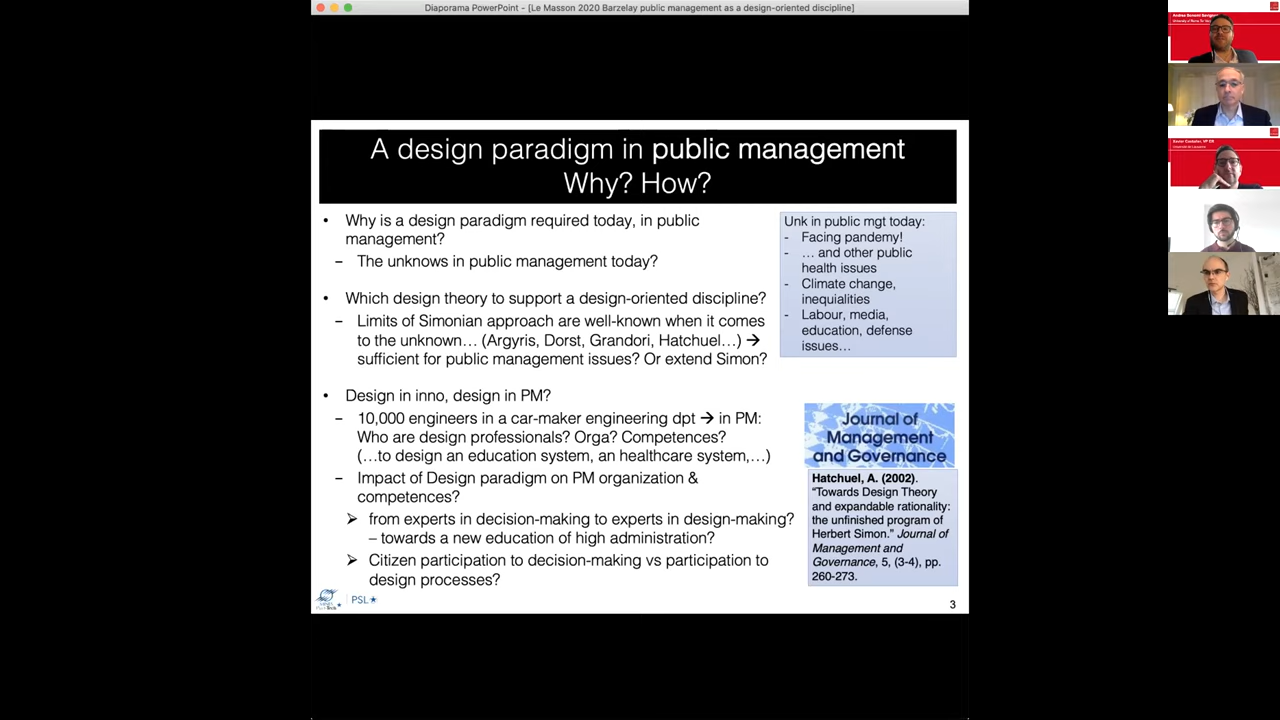 Diaporama PowerPoint - [Le Masson 2020 Barzelay public management as a design-oriented discipline]
A design paradigm in public management
Why? How?
• Why is a design paradigm required today, in public
management?
– The unknows in public management today?
• Which design theory to support a design-oriented discipline?
– Limits of Simonian approach are well-known when it comes
to the unknown… (Argyris, Dorst, Grandori, Hatchuel…) →
sufficient for public management issues? Or extend Simon?
• Design in inno, design in PM?
– 10,000 engineers in a car-maker engineering dpt → in PM:
Who are design professionals? Orga? Competences?
(…to design an education system, an healthcare system,…)
– Impact of Design paradigm on PM organization &
competences?
➢ from experts in decision-making to experts in design-making?
– towards a new education of high administration?
➢ Citizen participation to decision-making vs participation to
design processes?
Unk in public mgt today:
- Facing pandemy!
- … and other public
health issues
- Climate change,
inequialities
- Labour, media,
education, defense
issues…
Journal of
Management
and Governance
Hatchuel, A. (2002).
“Towards Design Theory
and expandable rationality:
the unfinished program of
Herbert Simon.” Journal of
Management and
Governance, 5, (3-4), pp.
260-273.
PSL★
3